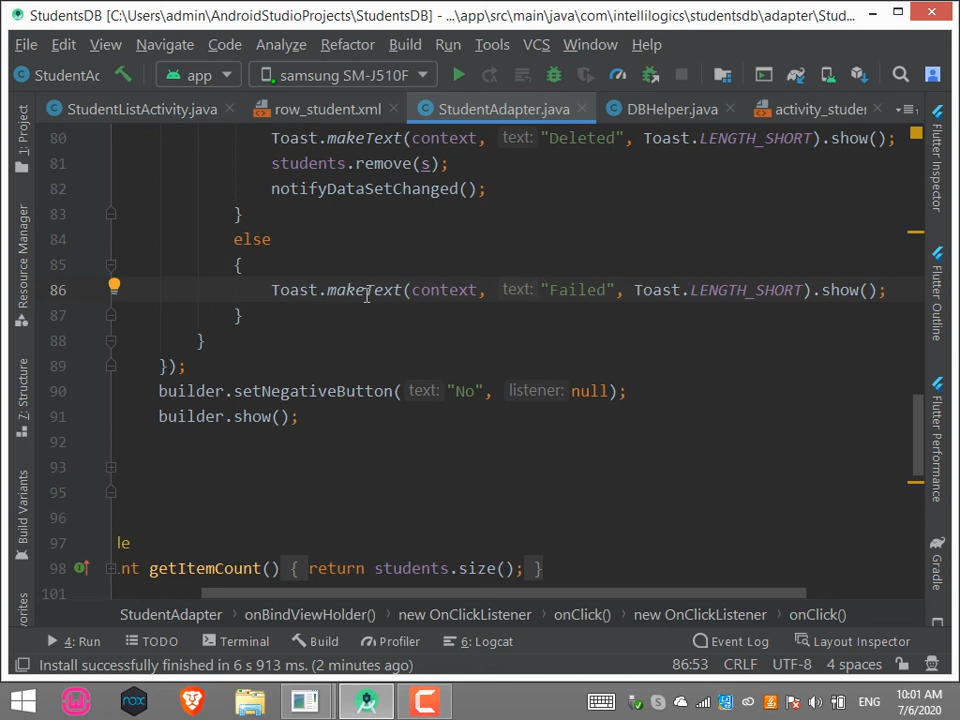 StudentsDB [C:\Users\admin\AndroidStudioProjects\StudentsDB] - ...\app\src\main\java\com\intellilogics\studentsdb\adapter\Stud...
File Edit View Navigate Code Analyze Refactor Build Run Tools VCS Window Help
StudentAc app samsung SM-J510F
StudentListActivity.java row_student.xml StudentAdapter.java DBHelper.java activity_stude
80 Toast.makeText(context, text: "Deleted", Toast.LENGTH_SHORT).show();
81 students.remove(s);
82 notifyDataSetChanged();
83 }
84 else
85 {
86 Toast.makeText(context, text: "Failed", Toast.LENGTH_SHORT).show();
87 }
88 }
89 });
90 builder.setNegativeButton( text: "No", listener: null);
91 builder.show();
92
93
95
96
97 le
98 nt getItemCount() { return students.size(); }
101
1: Project
Resource Manager
7: Structure
Build Variants
vorites
Flutter Inspector
Flutter Outline
Flutter Performance
Gradle
StudentAdapter onBindViewHolder() new OnClickListener onClick() new OnClickListener onClick()
4: Run TODO Terminal Build Profiler 6: Logcat Event Log Layout Inspector
Install successfully finished in 6 s 913 ms. (2 minutes ago) 86:53 CRLF UTF-8 4 spaces
nox ENG 10:01 AM
7/6/2020